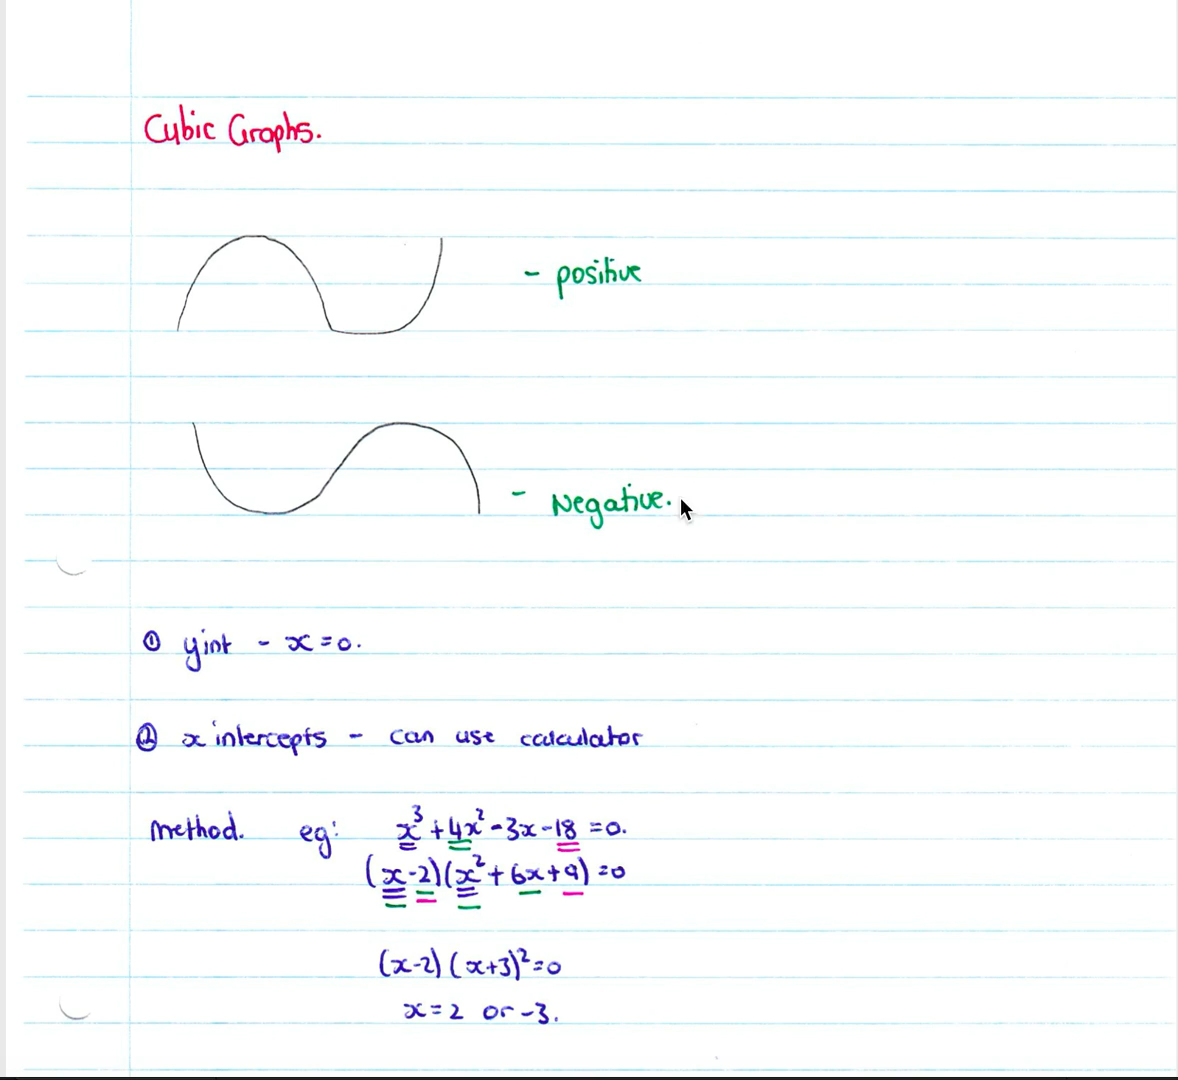 Cubic Graphs.
- positive
- Negative.
① y int - x = 0.
② x intercepts - can use calculator
Method. eg: x³ + 4x² - 3x - 18 = 0.
(x - 2)(x² + 6x + 9) = 0
(x - 2)(x + 3)² = 0
x = 2 or -3.